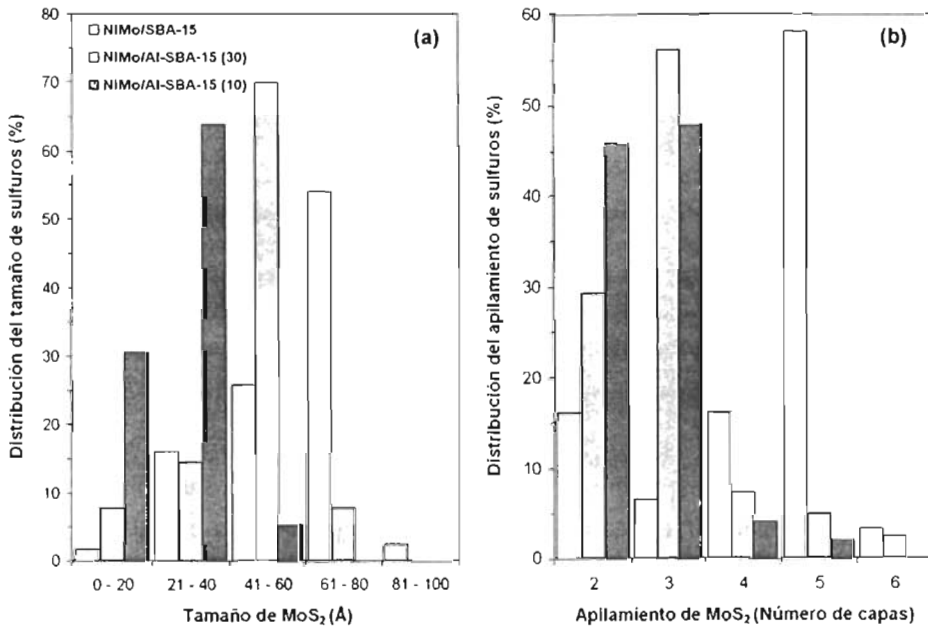 80
70
60
50
40
30
20
10
0
Distribución del tamaño de sulfuros (%)
NiMo/SBA-15
NiMo/Al-SBA-15 (30)
NiMo/Al-SBA-15 (10)
(a)
0 - 20 21 - 40 41 - 60 61 - 80 81 - 100
Tamaño de MoS₂ (Å)
60
50
40
30
20
10
0
Distribución del apilamiento de sulfuros (%)
(b)
2 3 4 5 6
Apilamiento de MoS₂ (Número de capas)